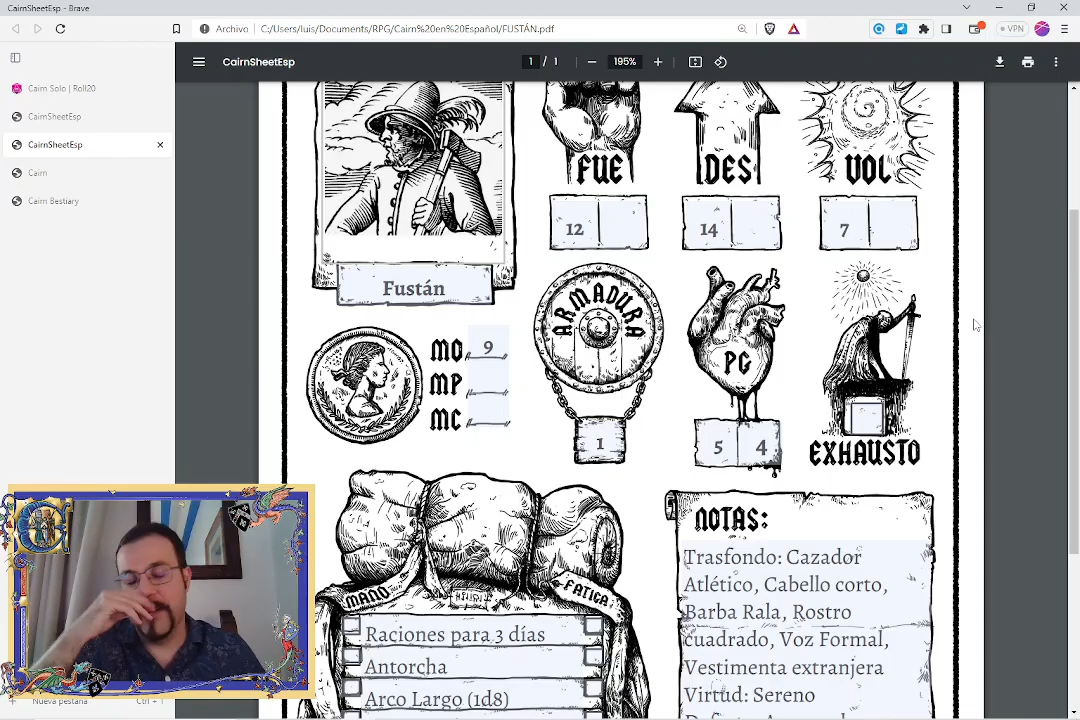 CairnSheetEsp - Brave
Archivo
C:/Users/luis/Documents/RPG/Cairn%20en%20Español/FUSTÁN.pdf
VPN
CairnSheetEsp
1 / 1
195%
Cairn Solo | Roll20
CairnSheetEsp
CairnSheetEsp
Cairn
Cairn Bestiary
FUE
DES
VOL
12
14
7
Fustán
ARMADURA
PG
MO 9
MP
MC
1
5 4
EXHAUSTO
NOTAS:
MANO
FATIGA
Raciones para 3 días
Antorcha
Arco Largo (1d8)
Trasfondo: Cazador
Atlético, Cabello corto,
Barba Rala, Rostro
cuadrado, Voz Formal,
Vestimenta extranjera
Virtud: Sereno
Nueva pestaña
Ctrl + T